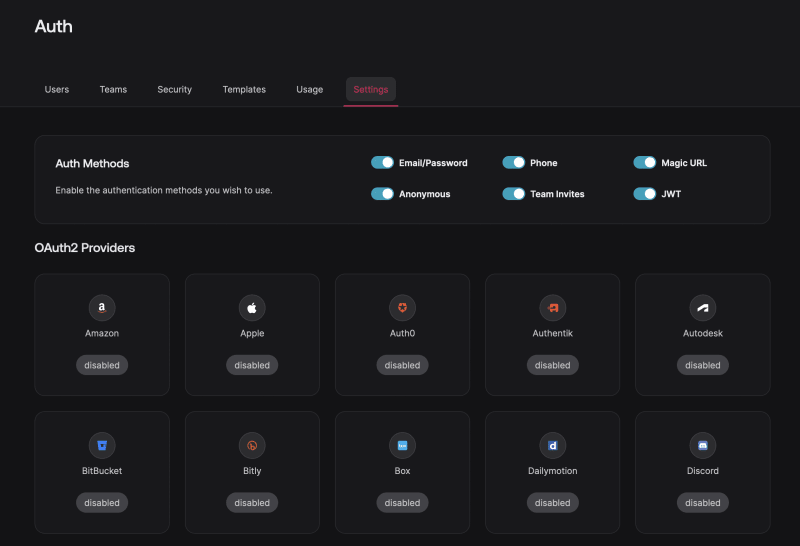 Auth
Users Teams Security Templates Usage Settings
Auth Methods
Enable the authentication methods you wish to use.
Email/Password Phone Magic URL
Anonymous Team Invites JWT
OAuth2 Providers
Amazon Apple Auth0 Authentik Autodesk
disabled disabled disabled disabled disabled
BitBucket Bitly Box Dailymotion Discord
disabled disabled disabled disabled disabled